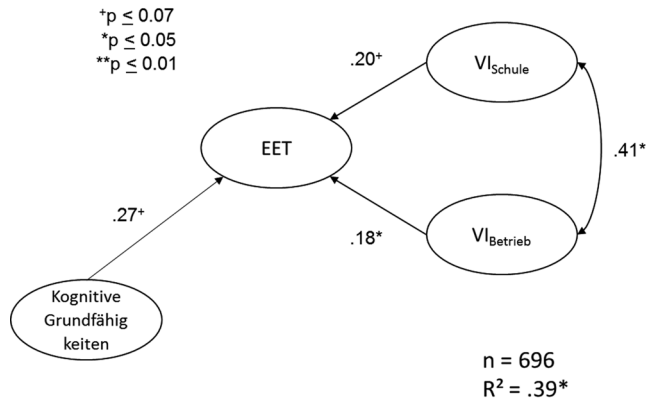 +p ≤ 0.07
*p ≤ 0.05
**p ≤ 0.01
.20+
VISchule
EET
.41*
.27+
.18*
VIBetrieb
Kognitive
Grundfähig
keiten
n = 696
R² = .39*